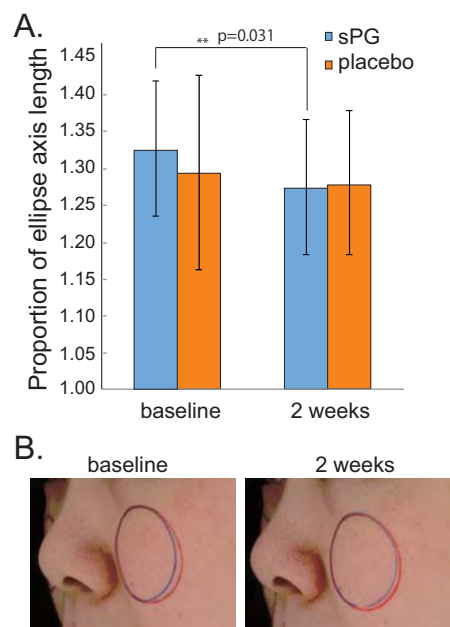 A.
** p=0.031
sPG
placebo
Proportion of ellipse axis length
1.45
1.40
1.35
1.30
1.25
1.20
1.15
1.10
1.05
1.00
baseline 2 weeks
B.
baseline 2 weeks